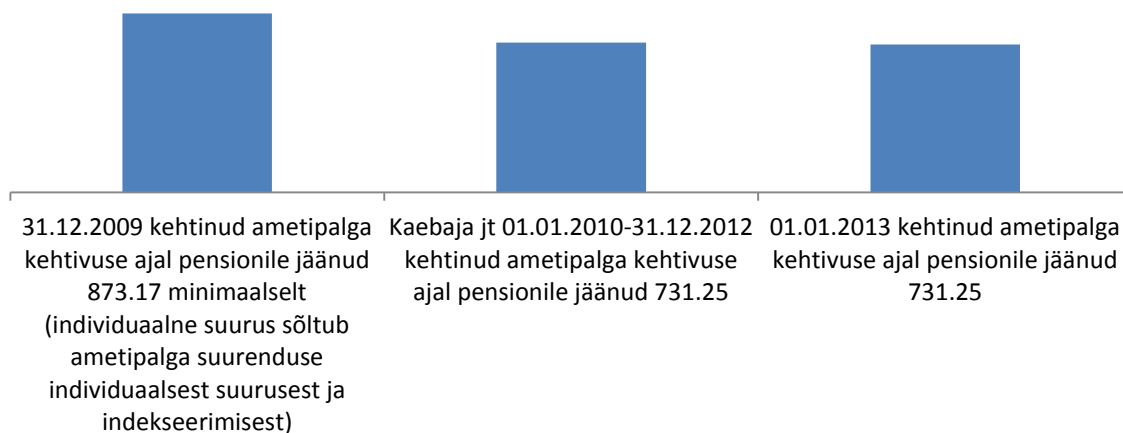 31.12.2009 kehtinud ametipalga
kehtivuse ajal pensionile jäänud
873.17 minimaalselt
(individuaalne suurus sõltub
ametipalga suurenduse
individuaalsest suurusest ja
indekseerimisest)
Kaebaja jt 01.01.2010-31.12.2012
kehtinud ametipalga kehtivuse
ajal pensionile jäänud 731.25
01.01.2013 kehtinud ametipalga
kehtivuse ajal pensionile jäänud
731.25